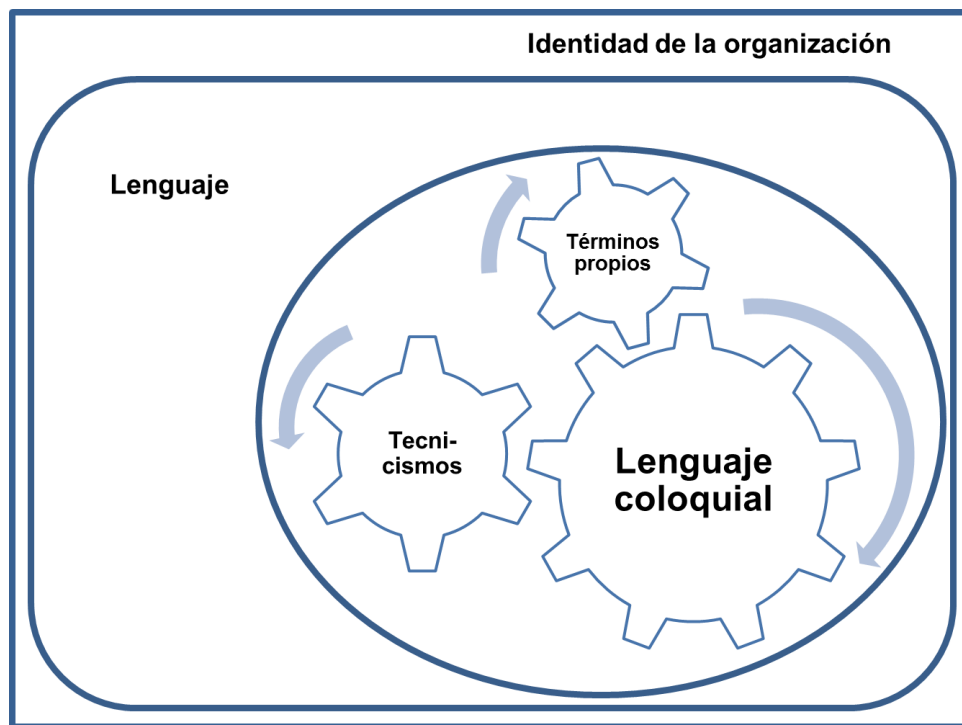 Identidad de la organización
Lenguaje
Términos
propios
Tecni-
cismos
Lenguaje
coloquial